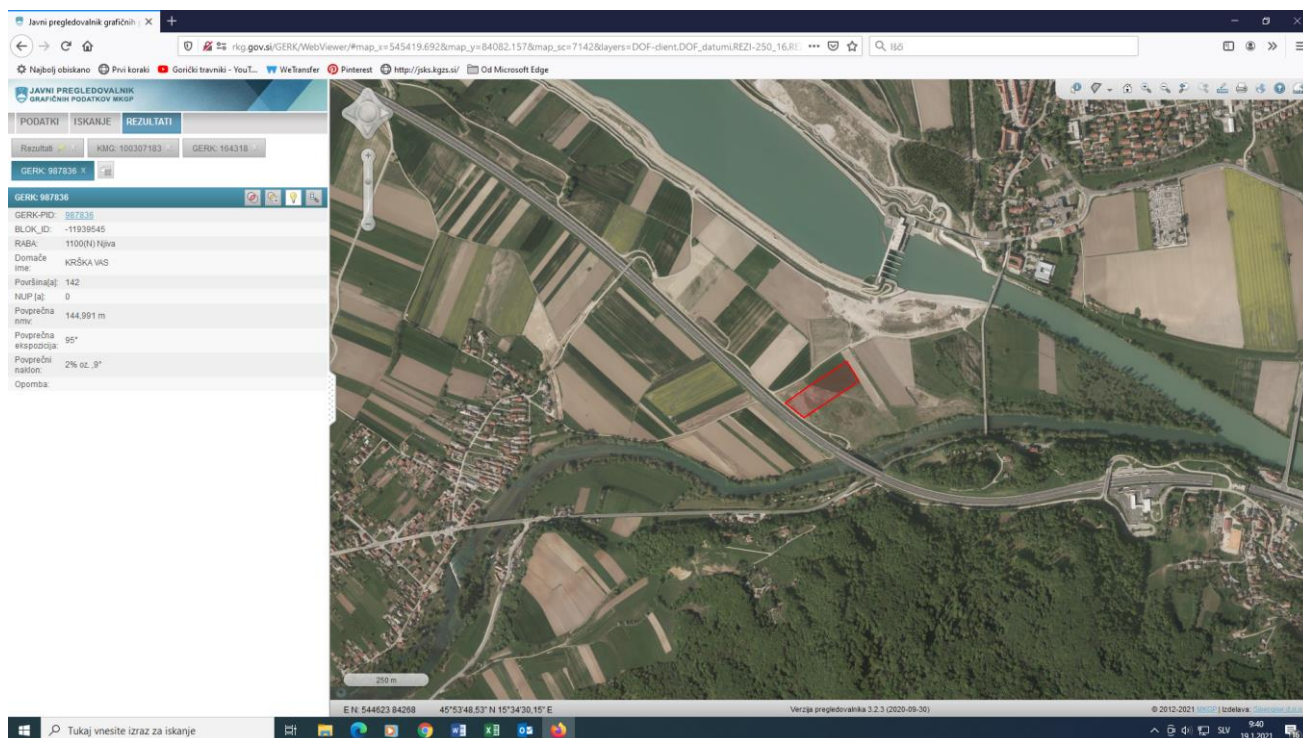 Javni pregledovalnik grafičnih
rkg.gov.si/GERK/WebViewer/#map_x=545419.692&map_y=84082.157&map_sc=7142&layers=DOF-client.DOF_datumi.REZI-250_16.RE
Išči
Najbolj obiskano Prvi koraki Gorički travniki - YouT... WeTransfer Pinterest http://jsks.kgzs.si/ Od Microsoft Edge
JAVNI PREGLEDOVALNIK
GRAFIČNIH PODATKOV MKGP
PODATKI ISKANJE REZULTATI
Rezultati KMG: 100307183 GERK: 164318
GERK: 987836 X
GERK: 987836
GERK-PID: 987836
BLOK_ID: -11939545
RABA: 1100(N) Njiva
Domače ime: KRŠKA VAS
Površina[a]: 142
NUP [a]: 0
Povprečna nmv: 144,991 m
Povprečna ekspozicija: 95°
Povprečni naklon: 2% oz. ,9°
Opomba:
250 m
E N: 544623 84268 45°53'48,53" N 15°34'30,15" E Verzija pregledovalnika 3.2.3 (2020-09-30) © 2012-2021 MKGP | Izdelava:
Tukaj vnesite izraz za iskanje
SLV
9:40
19.1.2021